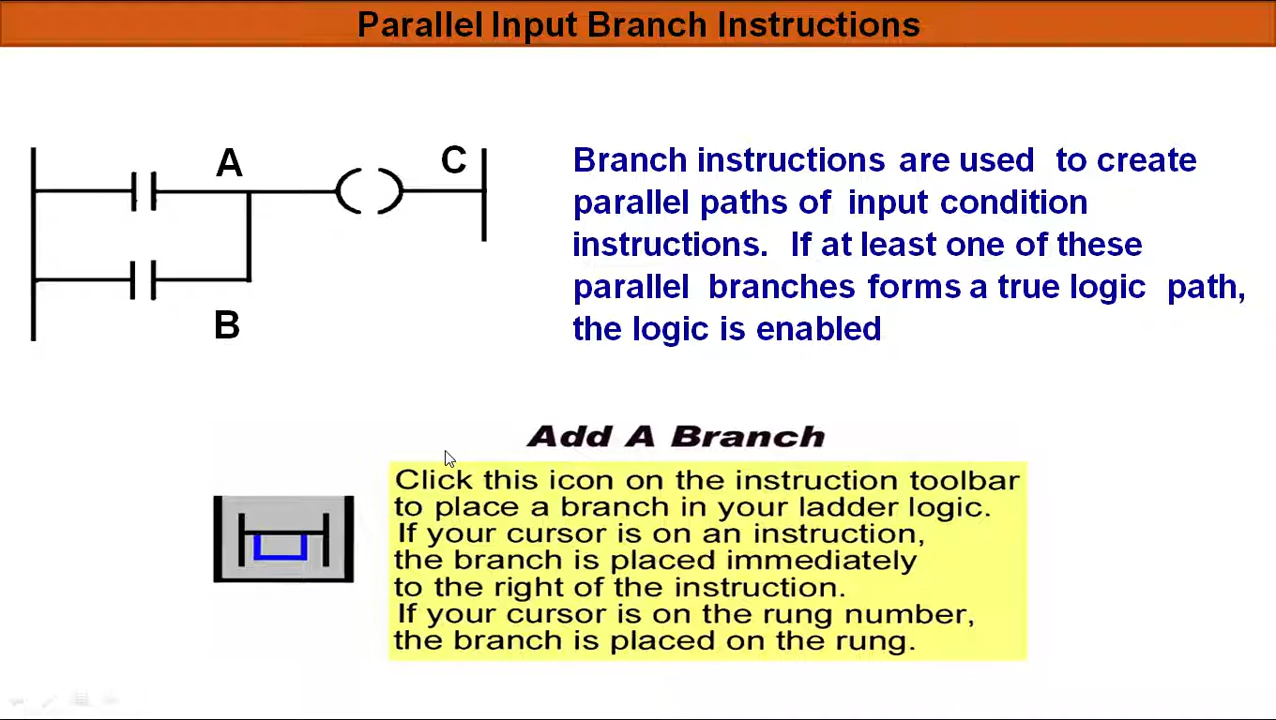 Parallel Input Branch Instructions
A
C
B
Branch instructions are used to create
parallel paths of input condition
instructions. If at least one of these
parallel branches forms a true logic path,
the logic is enabled
Add A Branch
Click this icon on the instruction toolbar
to place a branch in your ladder logic.
If your cursor is on an instruction,
the branch is placed immediately
to the right of the instruction.
If your cursor is on the rung number,
the branch is placed on the rung.